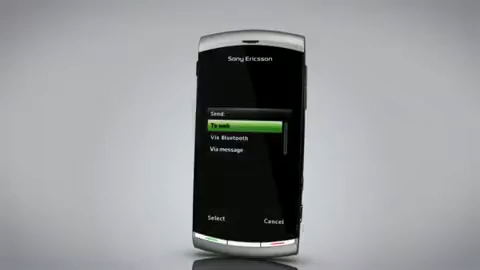 Sony Ericsson
Send:
To web
Via Bluetooth
Via message
Select
Cancel